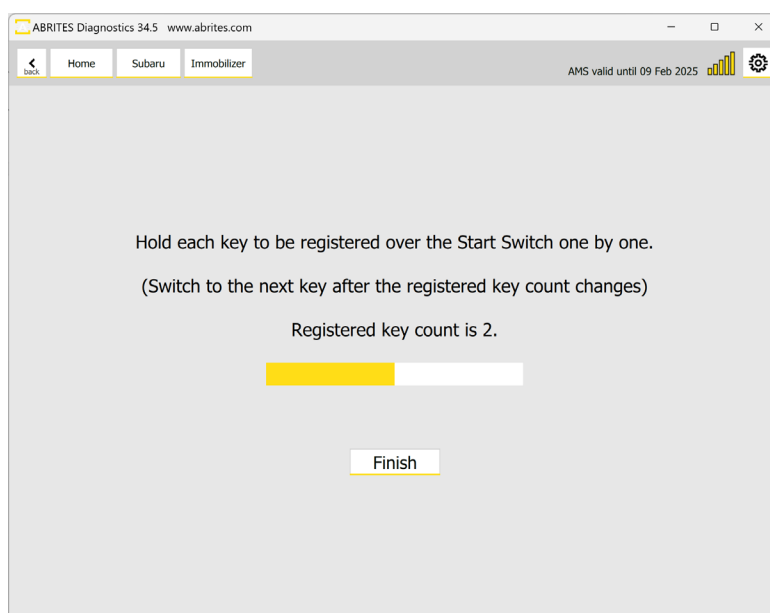 ABRITES Diagnostics 34.5 www.abrites.com
back
Home
Subaru
Immobilizer
AMS valid until 09 Feb 2025
Hold each key to be registered over the Start Switch one by one.
(Switch to the next key after the registered key count changes)
Registered key count is 2.
Finish